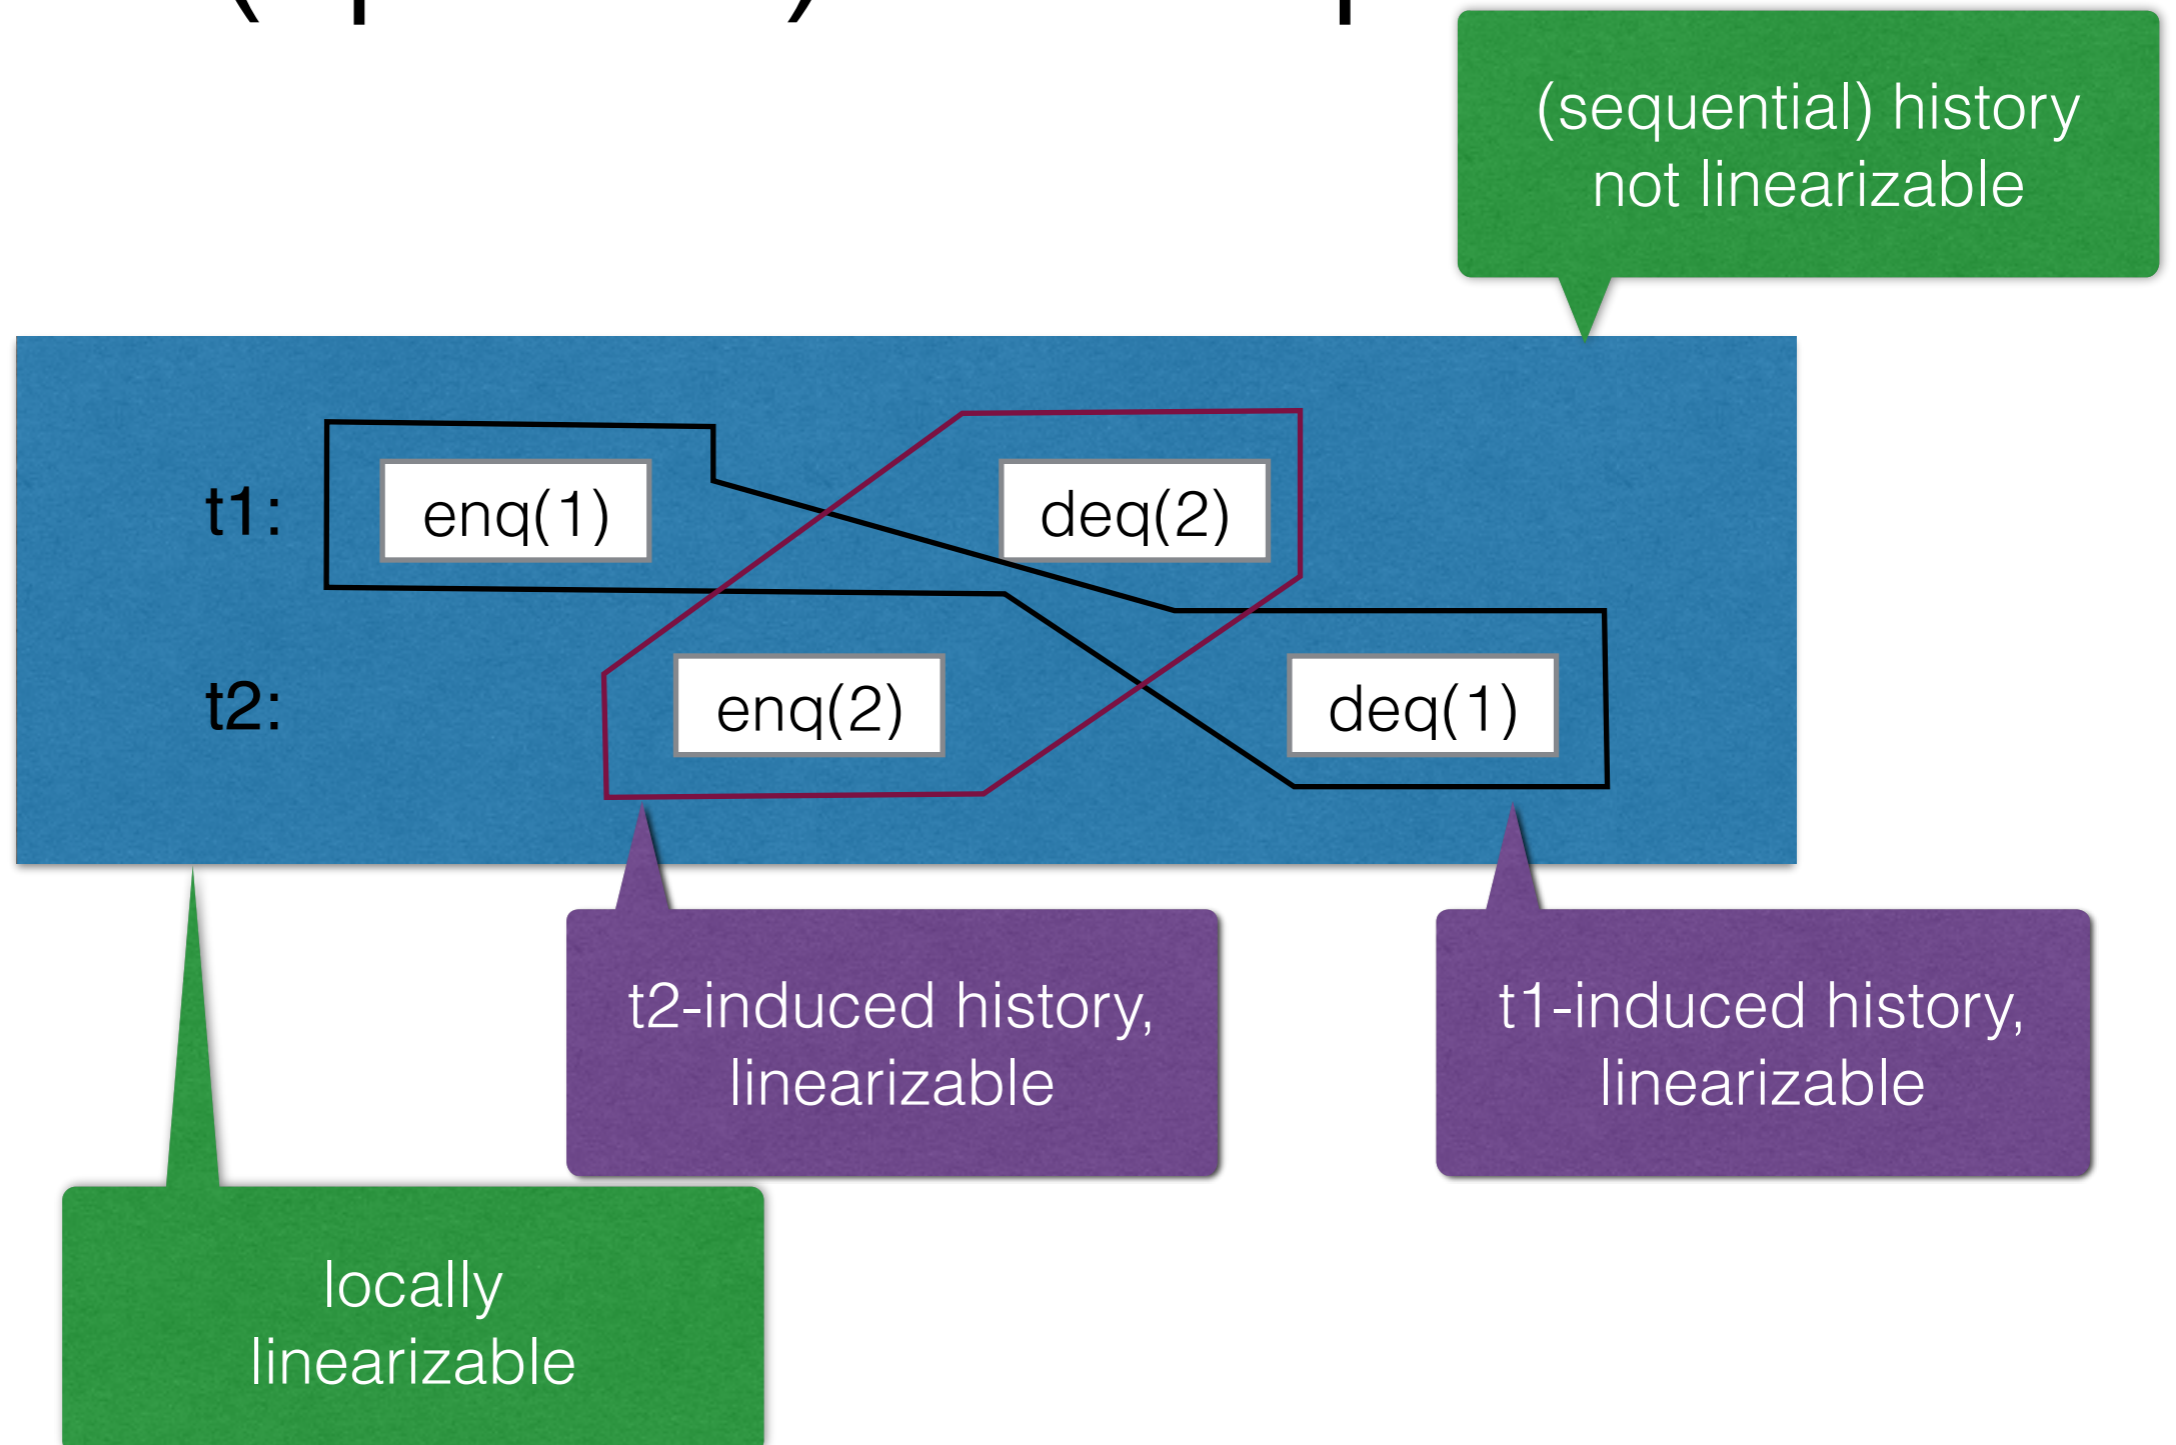 (sequential) history
not linearizable
t1:
enq(1)
deq(2)
t2:
enq(2)
deq(1)
t2-induced history,
linearizable
t1-induced history,
linearizable
locally
linearizable